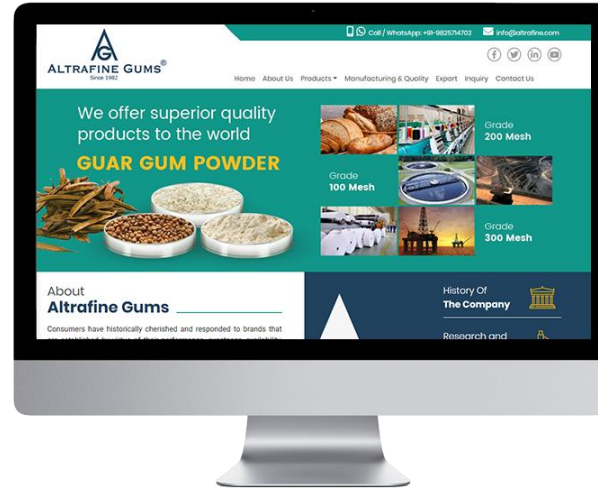 Call / WhatsApp: +91-9825714702
info@altrafine.com
AG
ALTRAFINE GUMS®
Since 1982
Home About Us Products Manufacturing & Quality Export Inquiry Contact Us
We offer superior quality
products to the world
GUAR GUM POWDER
Grade
200 Mesh
Grade
100 Mesh
Grade
300 Mesh
About
Altrafine Gums
Consumers have historically cherished and responded to brands that
History Of
The Company
Research and